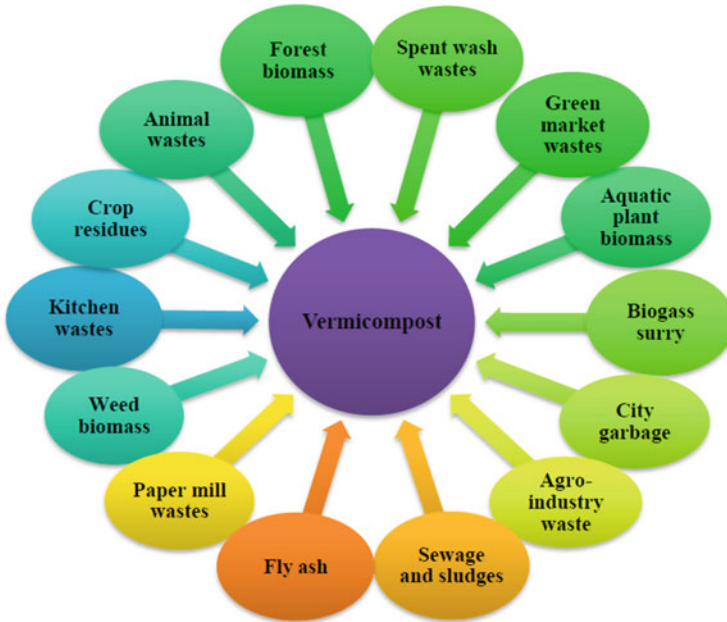 Forest
biomass
Spent wash
wastes
Green
market
wastes
Aquatic
plant
biomass
Biogass
surry
City
garbage
Agro-
industry
waste
Sewage
and sludges
Fly ash
Paper mill
wastes
Weed
biomass
Kitchen
wastes
Crop
residues
Animal
wastes
Vermicompost